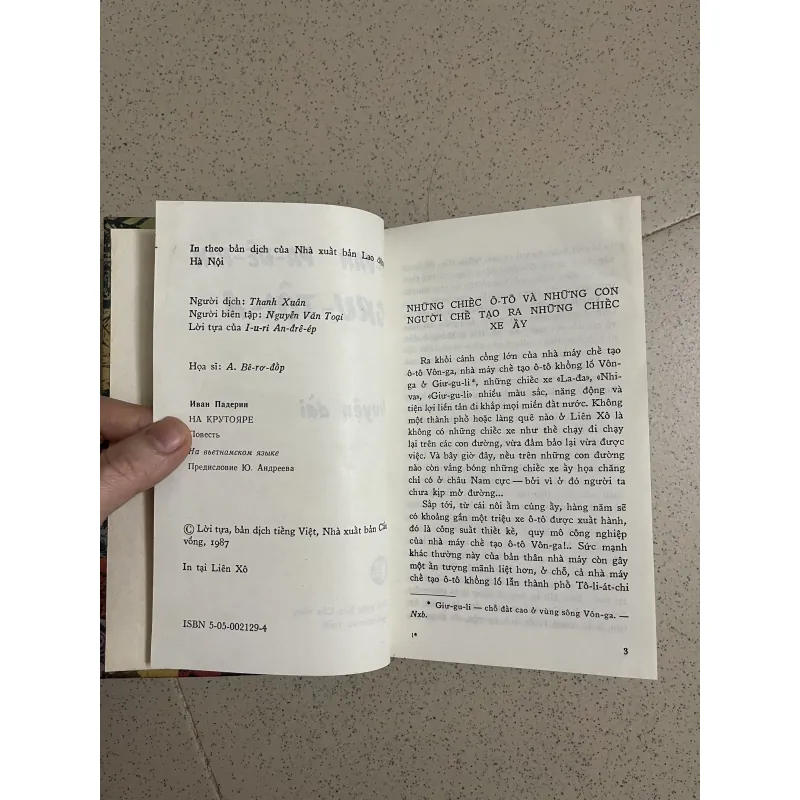 In theo bản dịch của Nhà xuất bản Lao
Hà Nội
Người dịch: Thanh Xuân
Người biên tập: Nguyễn Văn Toại
Lời tựa của I-u-ri An-đrê-ép
Họa sĩ: A. Bê-rơ-đốp
Иван Падерин
НА КРУТОЯРЕ
Повесть
На вьетнамском языке
Предисловие Ю. Андреева
© Lời tựa, bản dịch tiếng Việt, Nhà xuất bản
vồng, 1987
In tại Liên Xô
ISBN 5-05-002129-4
NHỮNG CHIẾC Ô-TÔ VÀ NHỮNG CON
NGƯỜI CHẾ TẠO RA NHỮNG CHIẾC
XE ẤY
Ra khỏi cánh cổng lớn của nhà máy chế tạo
ô-tô Vôn-ga, nhà máy chế tạo ô-tô khổng lồ Vôn-
ga ở Giư-gu-li*, những chiếc xe «La-đa», «Nhi-
va», «Giư-gu-li» nhiều màu sắc, năng động và
tiện lợi liền tản đi khắp mọi miền đất nước. Không
một thành phố hoặc làng quê nào ở Liên Xô là
không có những chiếc xe như thế chạy đi chạy
lại trên các con đường, vừa đảm bảo lại vừa được
việc. Và bây giờ đây, nếu trên những con đường
nào còn vắng bóng những chiếc xe ấy họa chăng
chỉ có ở châu Nam cực — bởi vì ở đó người ta
chưa kịp mở đường...
Sắp tới, từ cái nôi ấm cúng ấy, hàng năm sẽ
có khoảng gần một triệu xe ô-tô được xuất hành,
đó là công suất thiết kế, quy mô công nghiệp
của nhà máy chế tạo ô-tô Vôn-ga!.. Sức mạnh
khác thường này của bản thân nhà máy còn gây
một ấn tượng mãnh liệt hơn, ở chỗ, cả nhà máy
chế tạo ô-tô khổng lồ lẫn thành phố Tô-li-át-chi
* Giư-gu-li — chỗ đất cao ở vùng sông Vôn-ga. —
Nxb.
1*
3